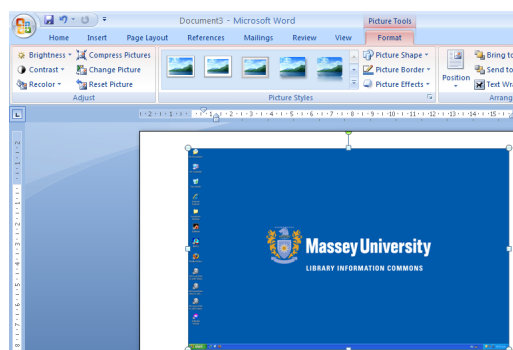 Document3 - Microsoft Word
Picture Tools
Home Insert Page Layout References Mailings Review View Format
Brightness Compress Pictures Picture Shape Bring to
Contrast Change Picture Picture Border Send to
Recolor Reset Picture Picture Effects Position Text Wr
Adjust Picture Styles Arrang
Massey University
LIBRARY INFORMATION COMMONS